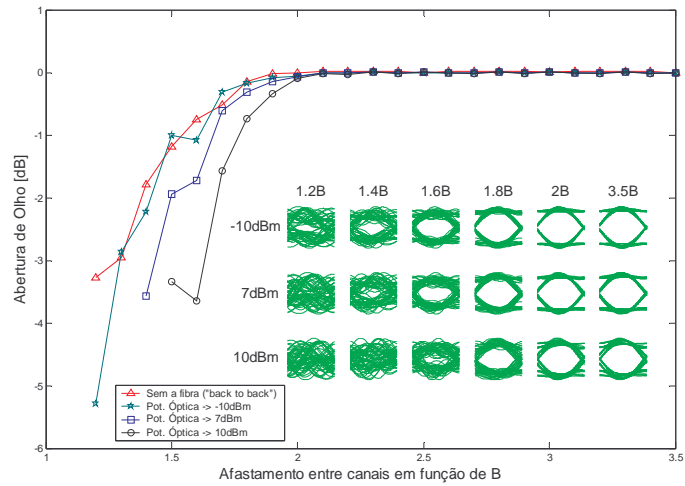 1
0
-1
-2
-3
-4
-5
-6
Abertura de Olho [dB]
1.2B 1.4B 1.6B 1.8B 2B 3.5B
-10dBm
7dBm
10dBm
Sem a fibra ("back to back")
Pot. Óptica -> -10dBm
Pot. Óptica -> 7dBm
Pot. Óptica -> 10dBm
1 1.5 2 2.5 3 3.5
Afastamento entre canais em função de B